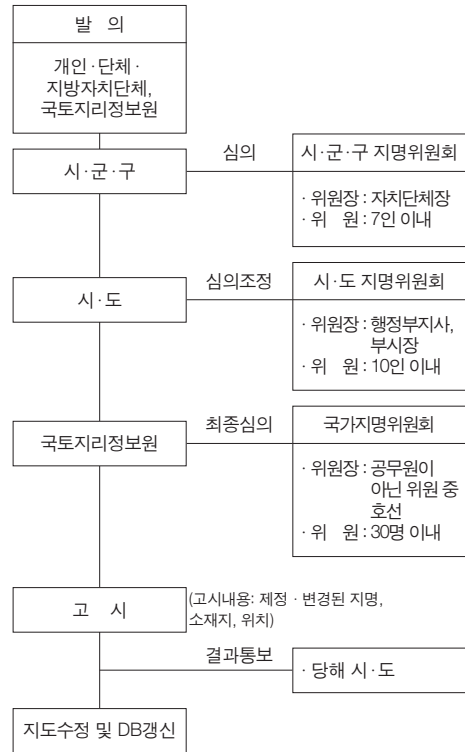 발 의
개인·단체·
지방자치단체,
국토지리정보원
시·군·구
심의
시·군·구 지명위원회
· 위원장 : 자치단체장
· 위 원 : 7인 이내
시·도
심의조정
시·도 지명위원회
· 위원장 : 행정부지사,
부시장
· 위 원 : 10인 이내
국토지리정보원
최종심의
국가지명위원회
· 위원장 : 공무원이
아닌 위원 중
호선
· 위 원 : 30명 이내
고 시
(고시내용: 제정 · 변경된 지명,
소재지, 위치)
결과통보
· 당해 시·도
지도수정 및 DB갱신